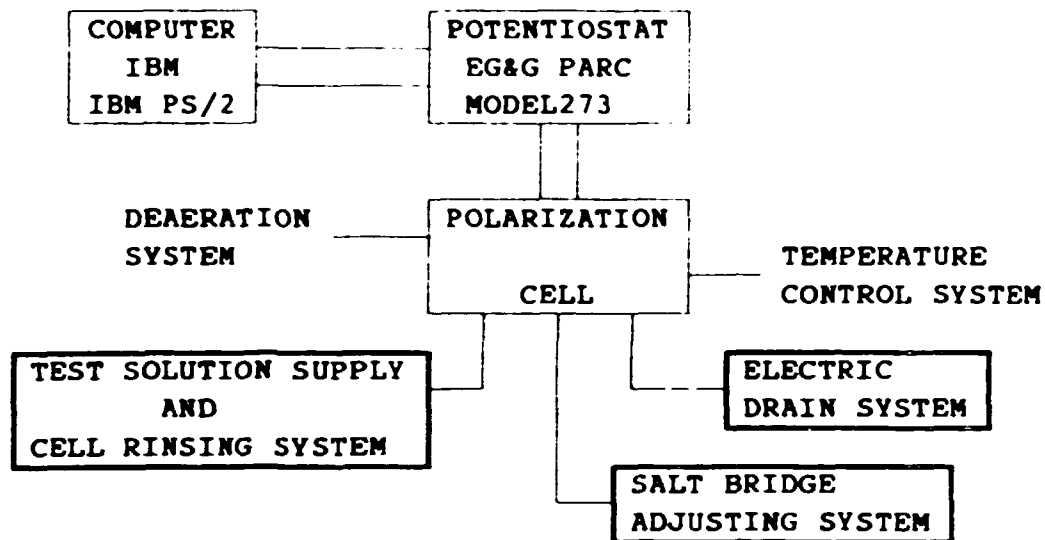 COMPUTER
IBM
IBM PS/2
POTENTIOSTAT
EG&G PARC
MODEL273
DEAERATION
SYSTEM
POLARIZATION
CELL
TEMPERATURE
CONTROL SYSTEM
TEST SOLUTION SUPPLY
AND
CELL RINSING SYSTEM
ELECTRIC
DRAIN SYSTEM
SALT BRIDGE
ADJUSTING SYSTEM